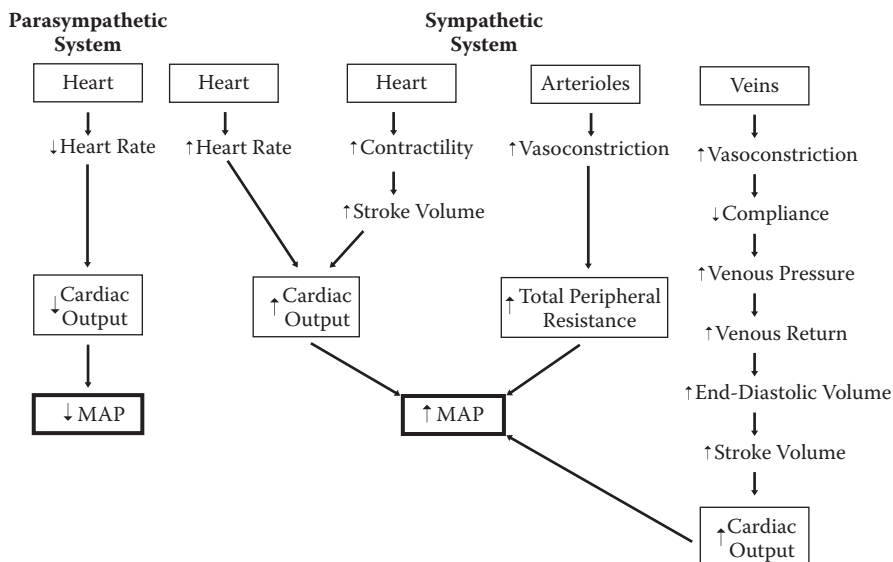 Parasympathetic
System
Sympathetic
System
Heart
Heart
Heart
Arterioles
Veins
↓Heart Rate
↑Heart Rate
↑Contractility
↑Vasoconstriction
↑Vasoconstriction
↑Stroke Volume
↓Compliance
↑Venous Pressure
↓Cardiac
Output
↑Cardiac
Output
↑Total Peripheral
Resistance
↑Venous Return
↑End-Diastolic Volume
↓MAP
↑MAP
↑Stroke Volume
↑Cardiac
Output